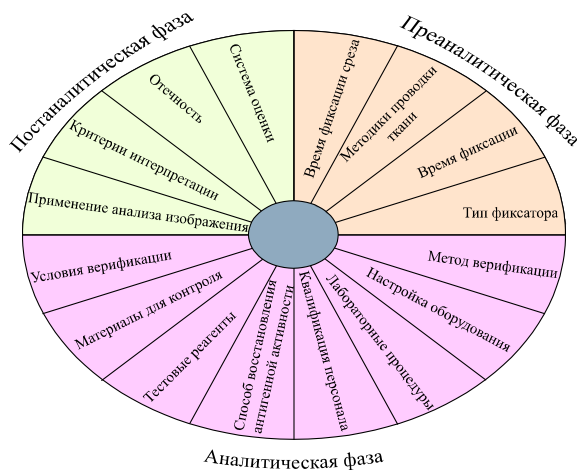 Постаналитическая фаза
Преаналитическая фаза
Система оценки
Отечность
Критерии интерпретации
Применение анализа изображения
Время фиксации среза
Методики проводки
ткани
Время фиксации
Тип фиксатора
Условия верификации
Материалы для контроля
Тестовые реагенты
Способ восстановления
антигенной активности
Квалификация персонала
Лабораторные процедуры
Настройка оборудования
Метод верификации
Аналитическая фаза